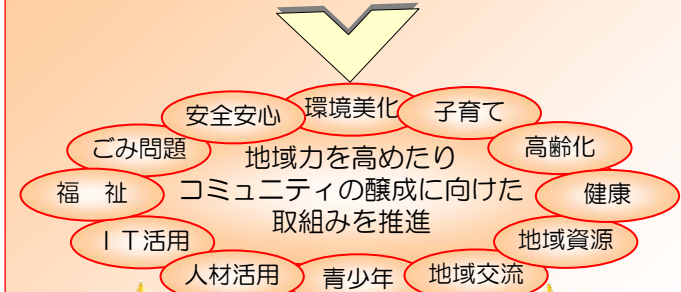 安全安心
環境美化
子育て
ごみ問題
高齢化
地域力を高めたり
コミュニティの醸成に向けた
取組みを推進
福　祉
健康
ＩＴ活用
地域資源
人材活用
青少年
地域交流